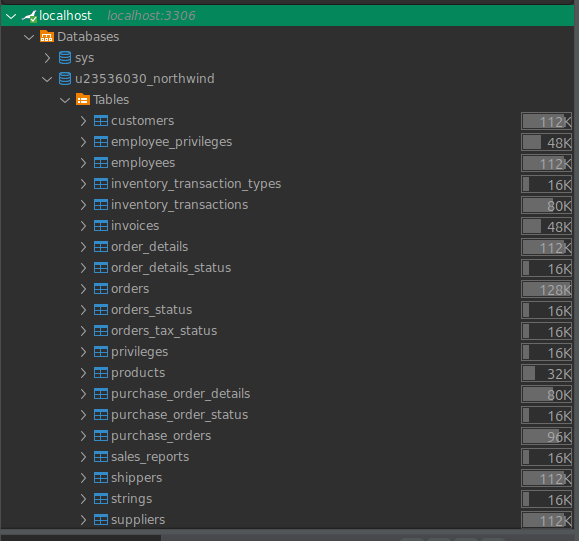 localhost localhost:3306
Databases
sys
u23536030_northwind
Tables
customers 112K
employee_privileges 48K
employees 112K
inventory_transaction_types 16K
inventory_transactions 80K
invoices 48K
order_details 112K
order_details_status 16K
orders 128K
orders_status 16K
orders_tax_status 16K
privileges 16K
products 32K
purchase_order_details 80K
purchase_order_status 16K
purchase_orders 96K
sales_reports 16K
shippers 112K
strings 16K
suppliers 112K